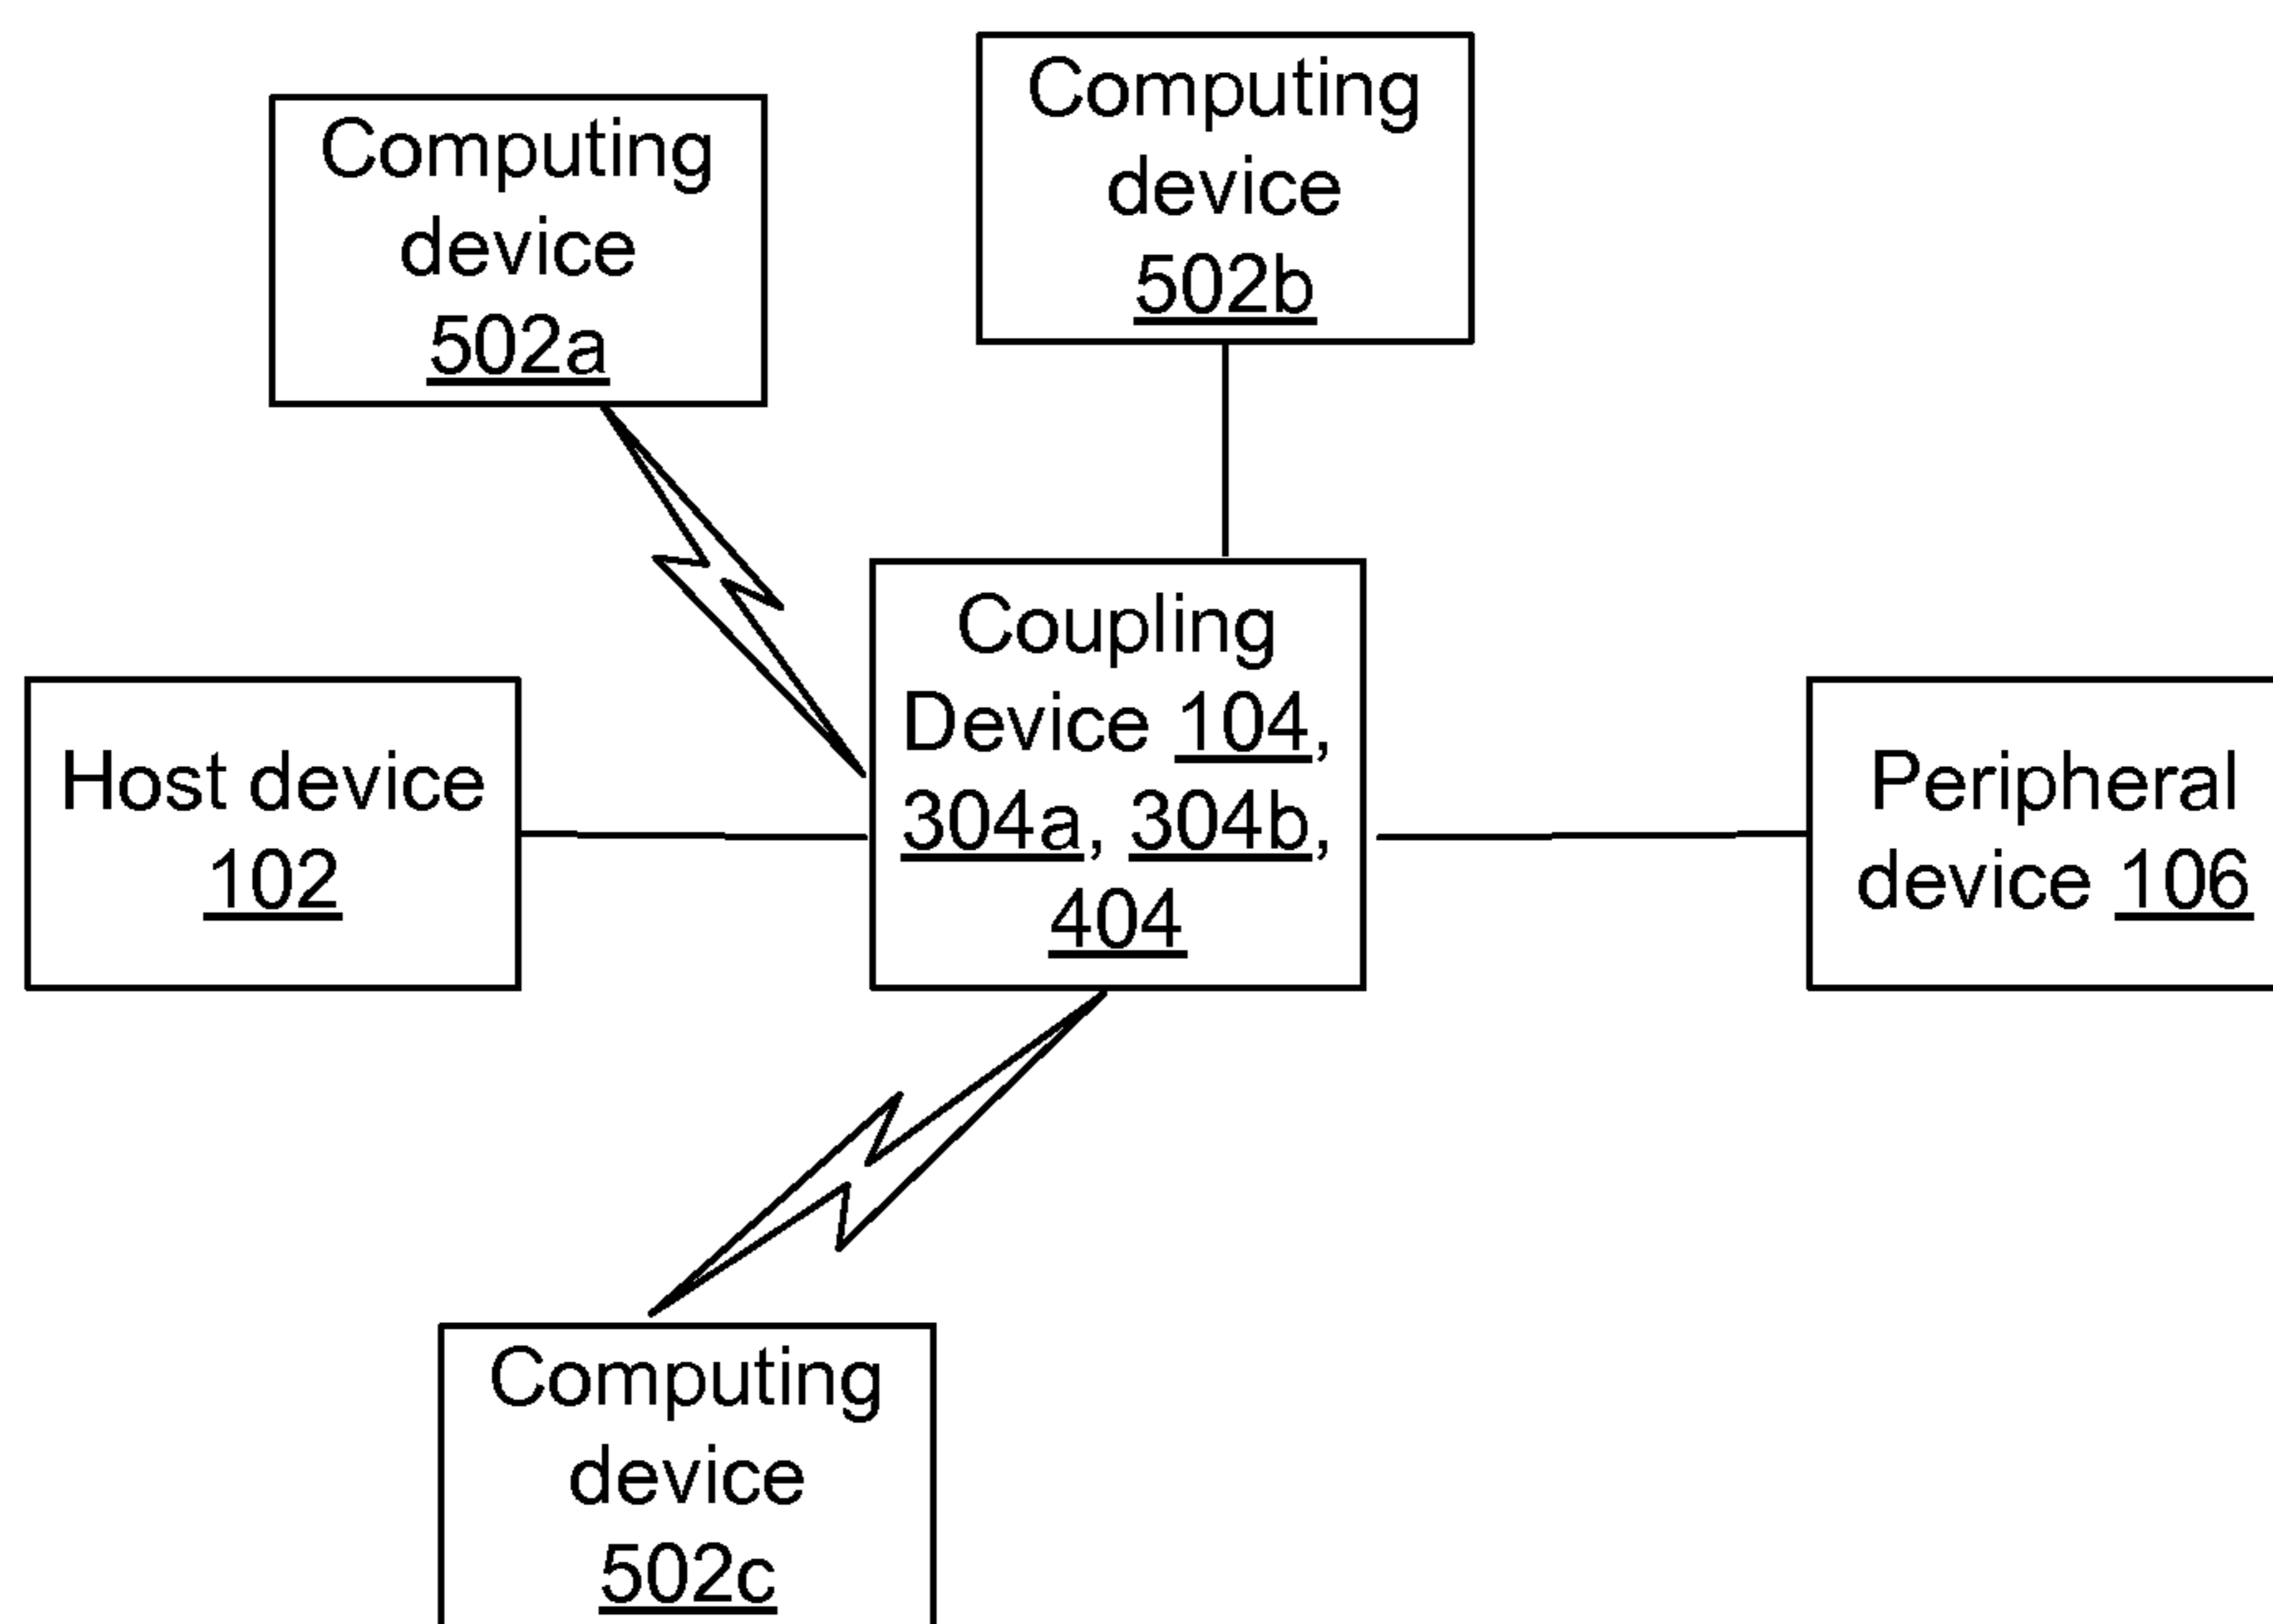 Computing
device
502a
Computing
device
502b
Host device
102
Coupling
Device 104,
304a, 304b,
404
Peripheral
device 106
Computing
device
502c